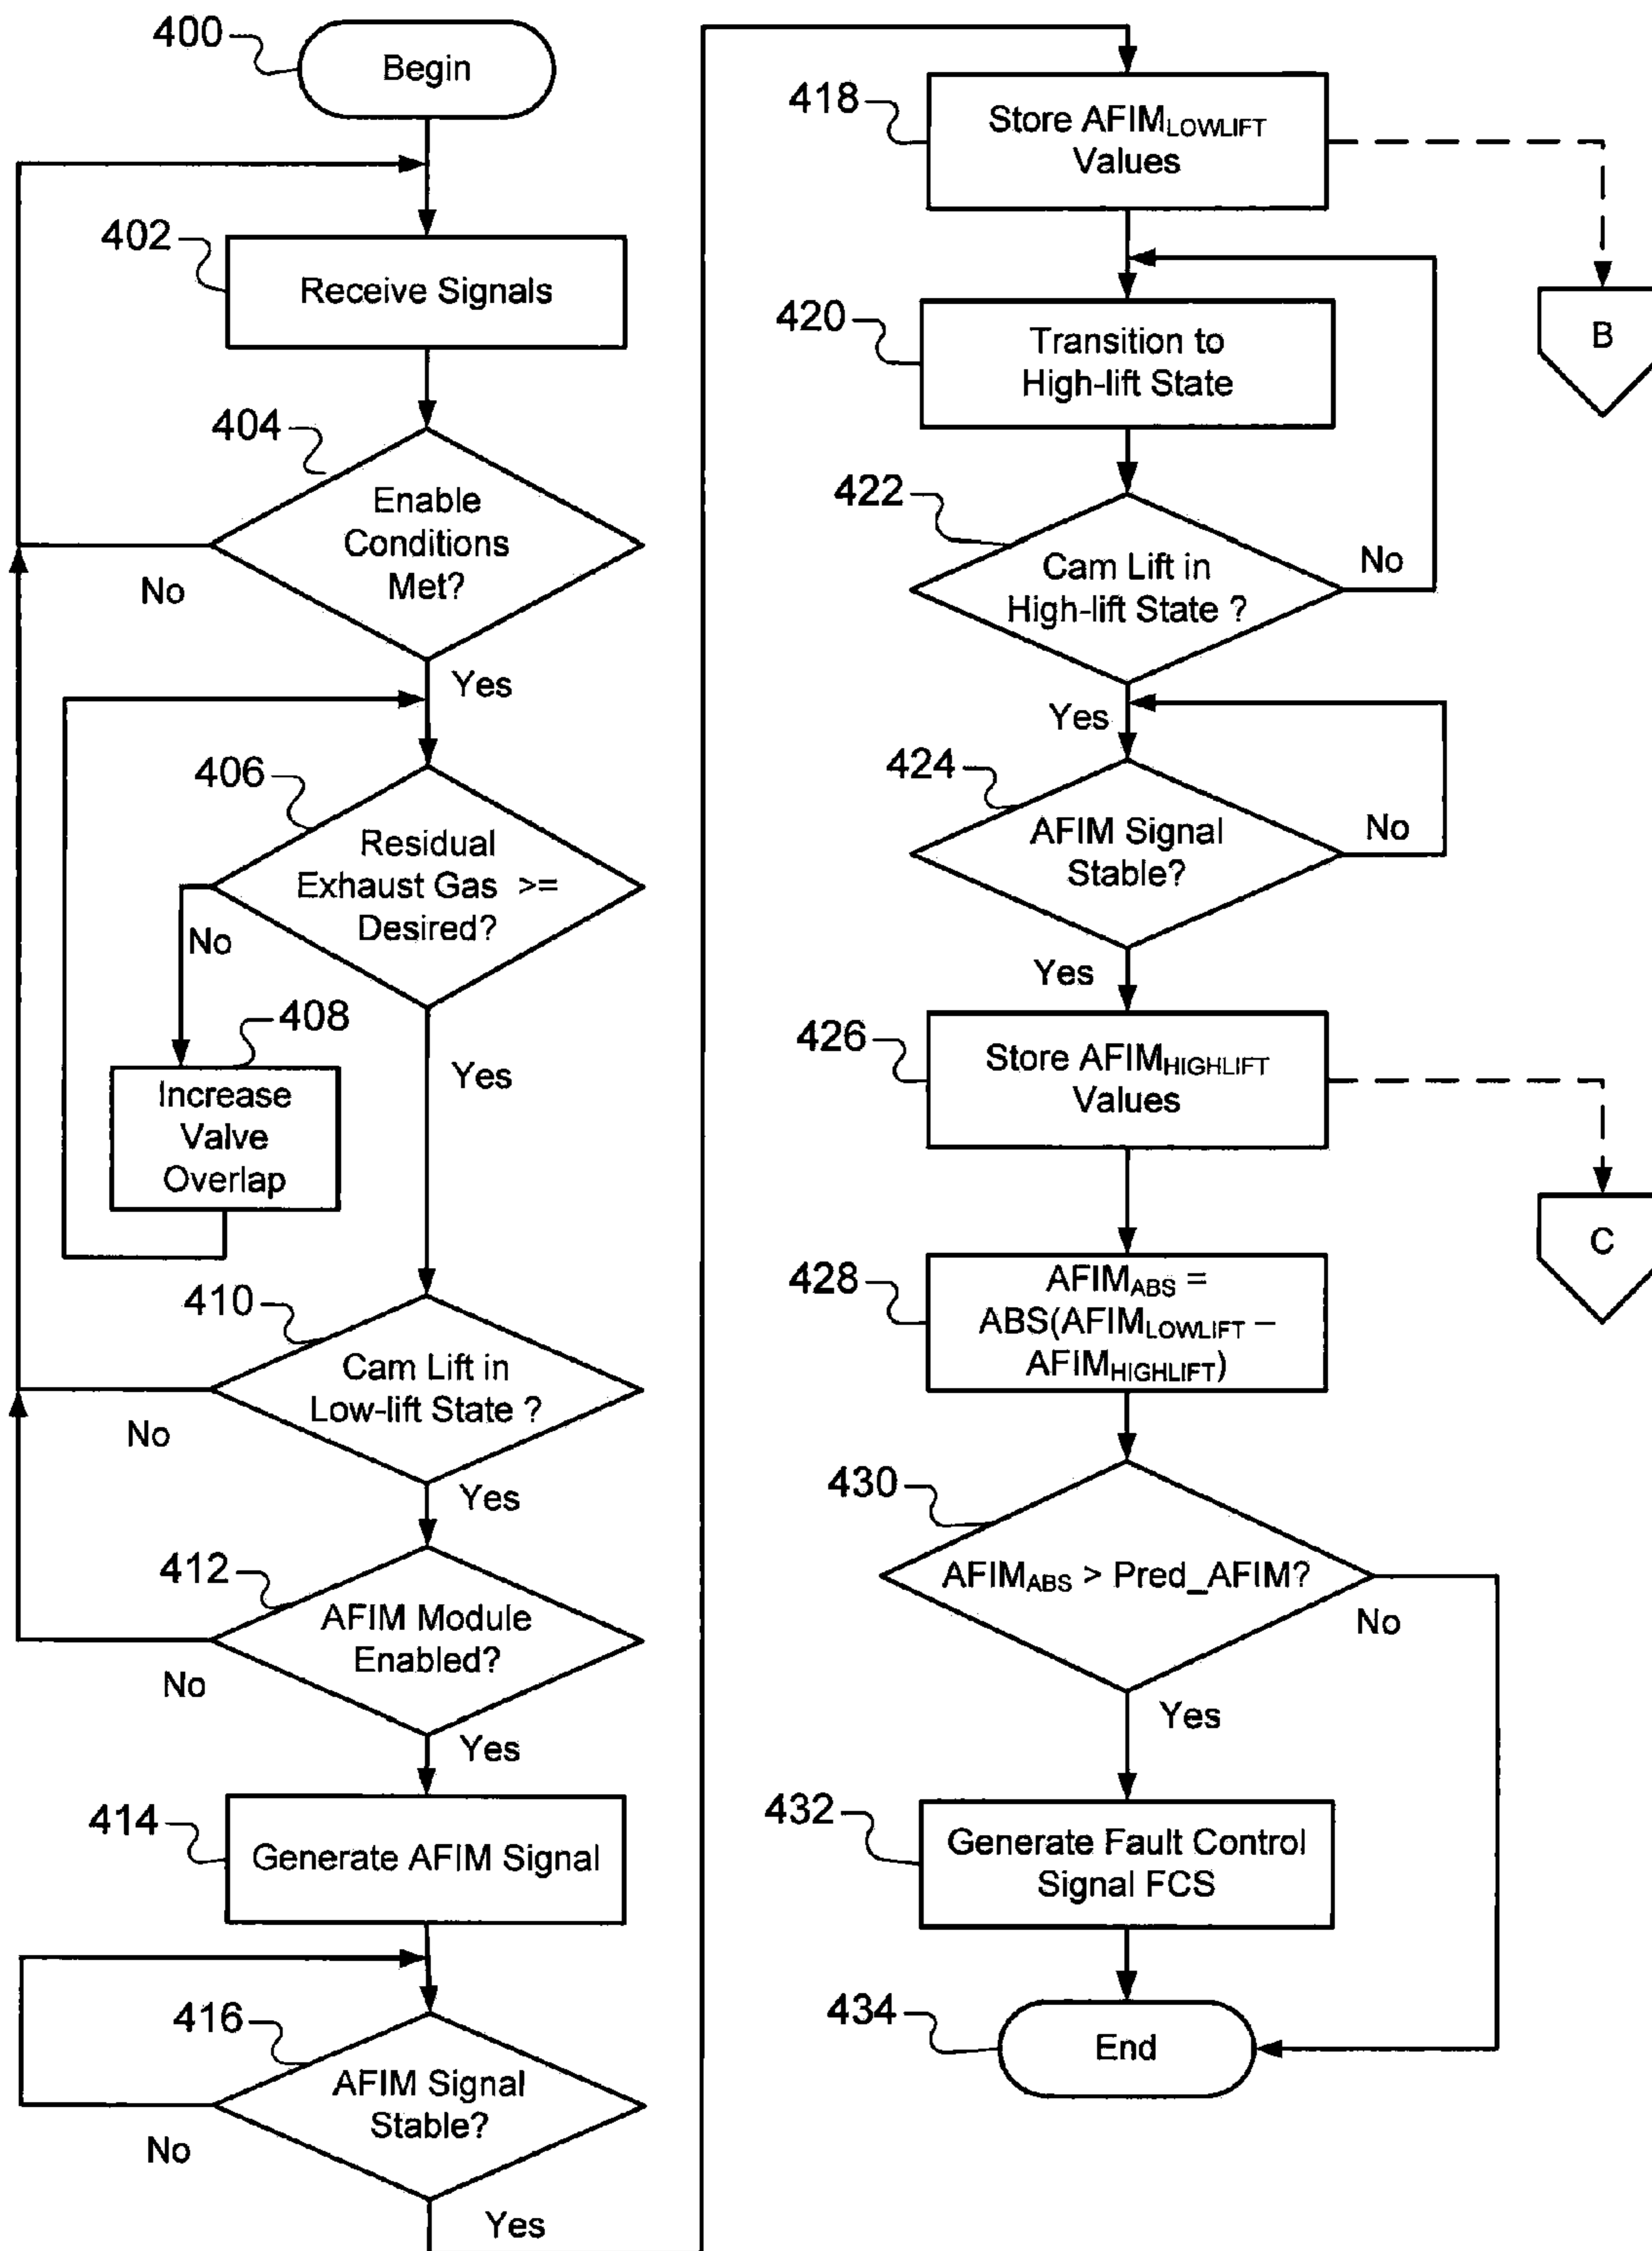 400
Begin
402
Receive Signals
404
Enable
Conditions
Met?
No
Yes
406
Residual
Exhaust Gas >=
Desired?
No
Yes
408
Increase
Valve
Overlap
410
Cam Lift in
Low-lift State ?
No
Yes
412
AFIM Module
Enabled?
No
Yes
414
Generate AFIM Signal
416
AFIM Signal
Stable?
No
Yes
418
Store AFIMLOWLIFT
Values
B
420
Transition to
High-lift State
422
Cam Lift in
High-lift State ?
No
Yes
424
AFIM Signal
Stable?
No
Yes
426
Store AFIMHIGHLIFT
Values
C
428
AFIMABS =
ABS(AFIMLOWLIFT –
AFIMHIGHLIFT)
430
AFIMABS > Pred_AFIM?
No
Yes
432
Generate Fault Control
Signal FCS
434
End